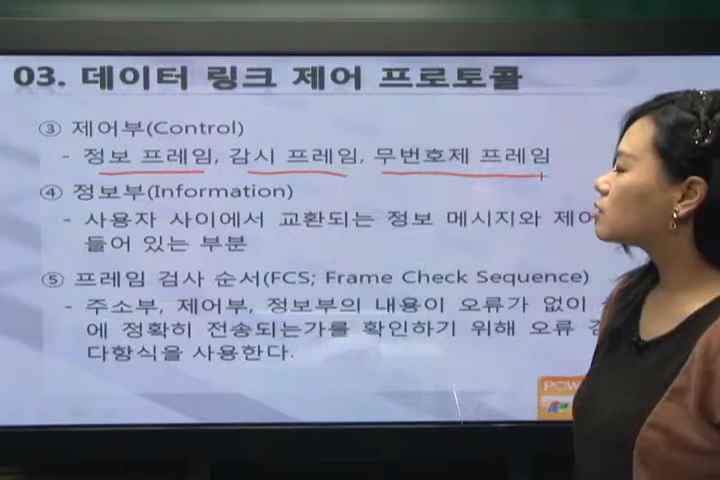 03. 데이터 링크 제어 프로토콜
③ 제어부(Control)
- 정보 프레임, 감시 프레임, 무번호제 프레임
④ 정보부(Information)
- 사용자 사이에서 교환되는 정보 메시지와
들어 있는 부분
⑤ 프레임 검사 순서(FCS; Frame Check Sequence)
- 주소부, 제어부, 정보부의 내용이 오류가 없이
에 정확히 전송되는가를 확인하기 위해 오류
다항식을 사용한다.